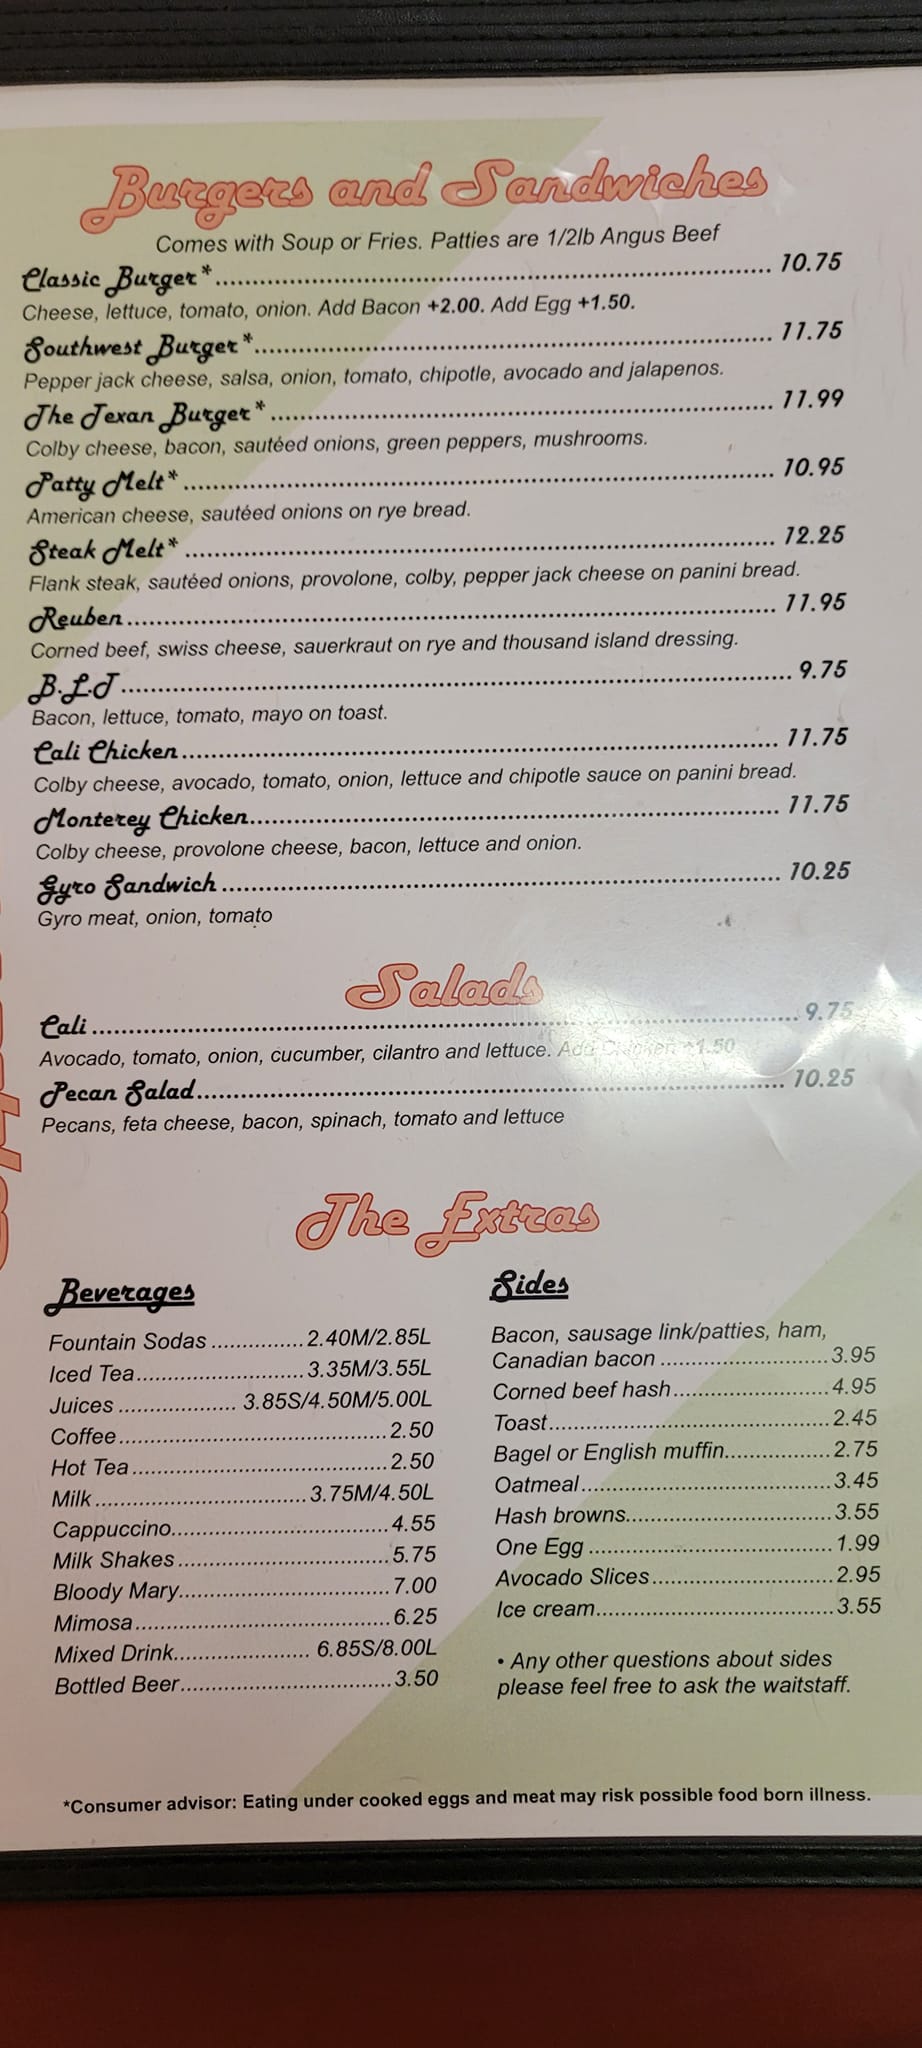 Burgers and Sandwiches
Comes with Soup or Fries. Patties are 1/2lb Angus Beef
Classic Burger* 10.75
Cheese, lettuce, tomato, onion. Add Bacon +2.00. Add Egg +1.50.
Southwest Burger* 11.75
Pepper jack cheese, salsa, onion, tomato, chipotle, avocado and jalapenos.
The Texan Burger* 11.99
Colby cheese, bacon, sautéed onions, green peppers, mushrooms.
Patty Melt* 10.95
American cheese, sautéed onions on rye bread.
Steak Melt* 12.25
Flank steak, sautéed onions, provolone, colby, pepper jack cheese on panini bread.
Reuben 11.95
Corned beef, swiss cheese, sauerkraut on rye and thousand island dressing.
B.L.T 9.75
Bacon, lettuce, tomato, mayo on toast.
Cali Chicken 11.75
Colby cheese, avocado, tomato, onion, lettuce and chipotle sauce on panini bread.
Monterey Chicken 11.75
Colby cheese, provolone cheese, bacon, lettuce and onion.
Gyro Sandwich 10.25
Gyro meat, onion, tomato
Salads
Cali 9.75
Avocado, tomato, onion, cucumber, cilantro and lettuce. Add Chicken +1.50
Pecan Salad 10.25
Pecans, feta cheese, bacon, spinach, tomato and lettuce
The Extras
Beverages
Fountain Sodas 2.40M/2.85L
Iced Tea 3.35M/3.55L
Juices 3.85S/4.50M/5.00L
Coffee 2.50
Hot Tea 2.50
Milk 3.75M/4.50L
Cappuccino 4.55
Milk Shakes 5.75
Bloody Mary 7.00
Mimosa 6.25
Mixed Drink 6.85S/8.00L
Bottled Beer 3.50
Sides
Bacon, sausage link/patties, ham,
Canadian bacon 3.95
Corned beef hash 4.95
Toast 2.45
Bagel or English muffin 2.75
Oatmeal 3.45
Hash browns 3.55
One Egg 1.99
Avocado Slices 2.95
Ice cream 3.55
• Any other questions about sides
please feel free to ask the waitstaff.
*Consumer advisor: Eating under cooked eggs and meat may risk possible food born illness.